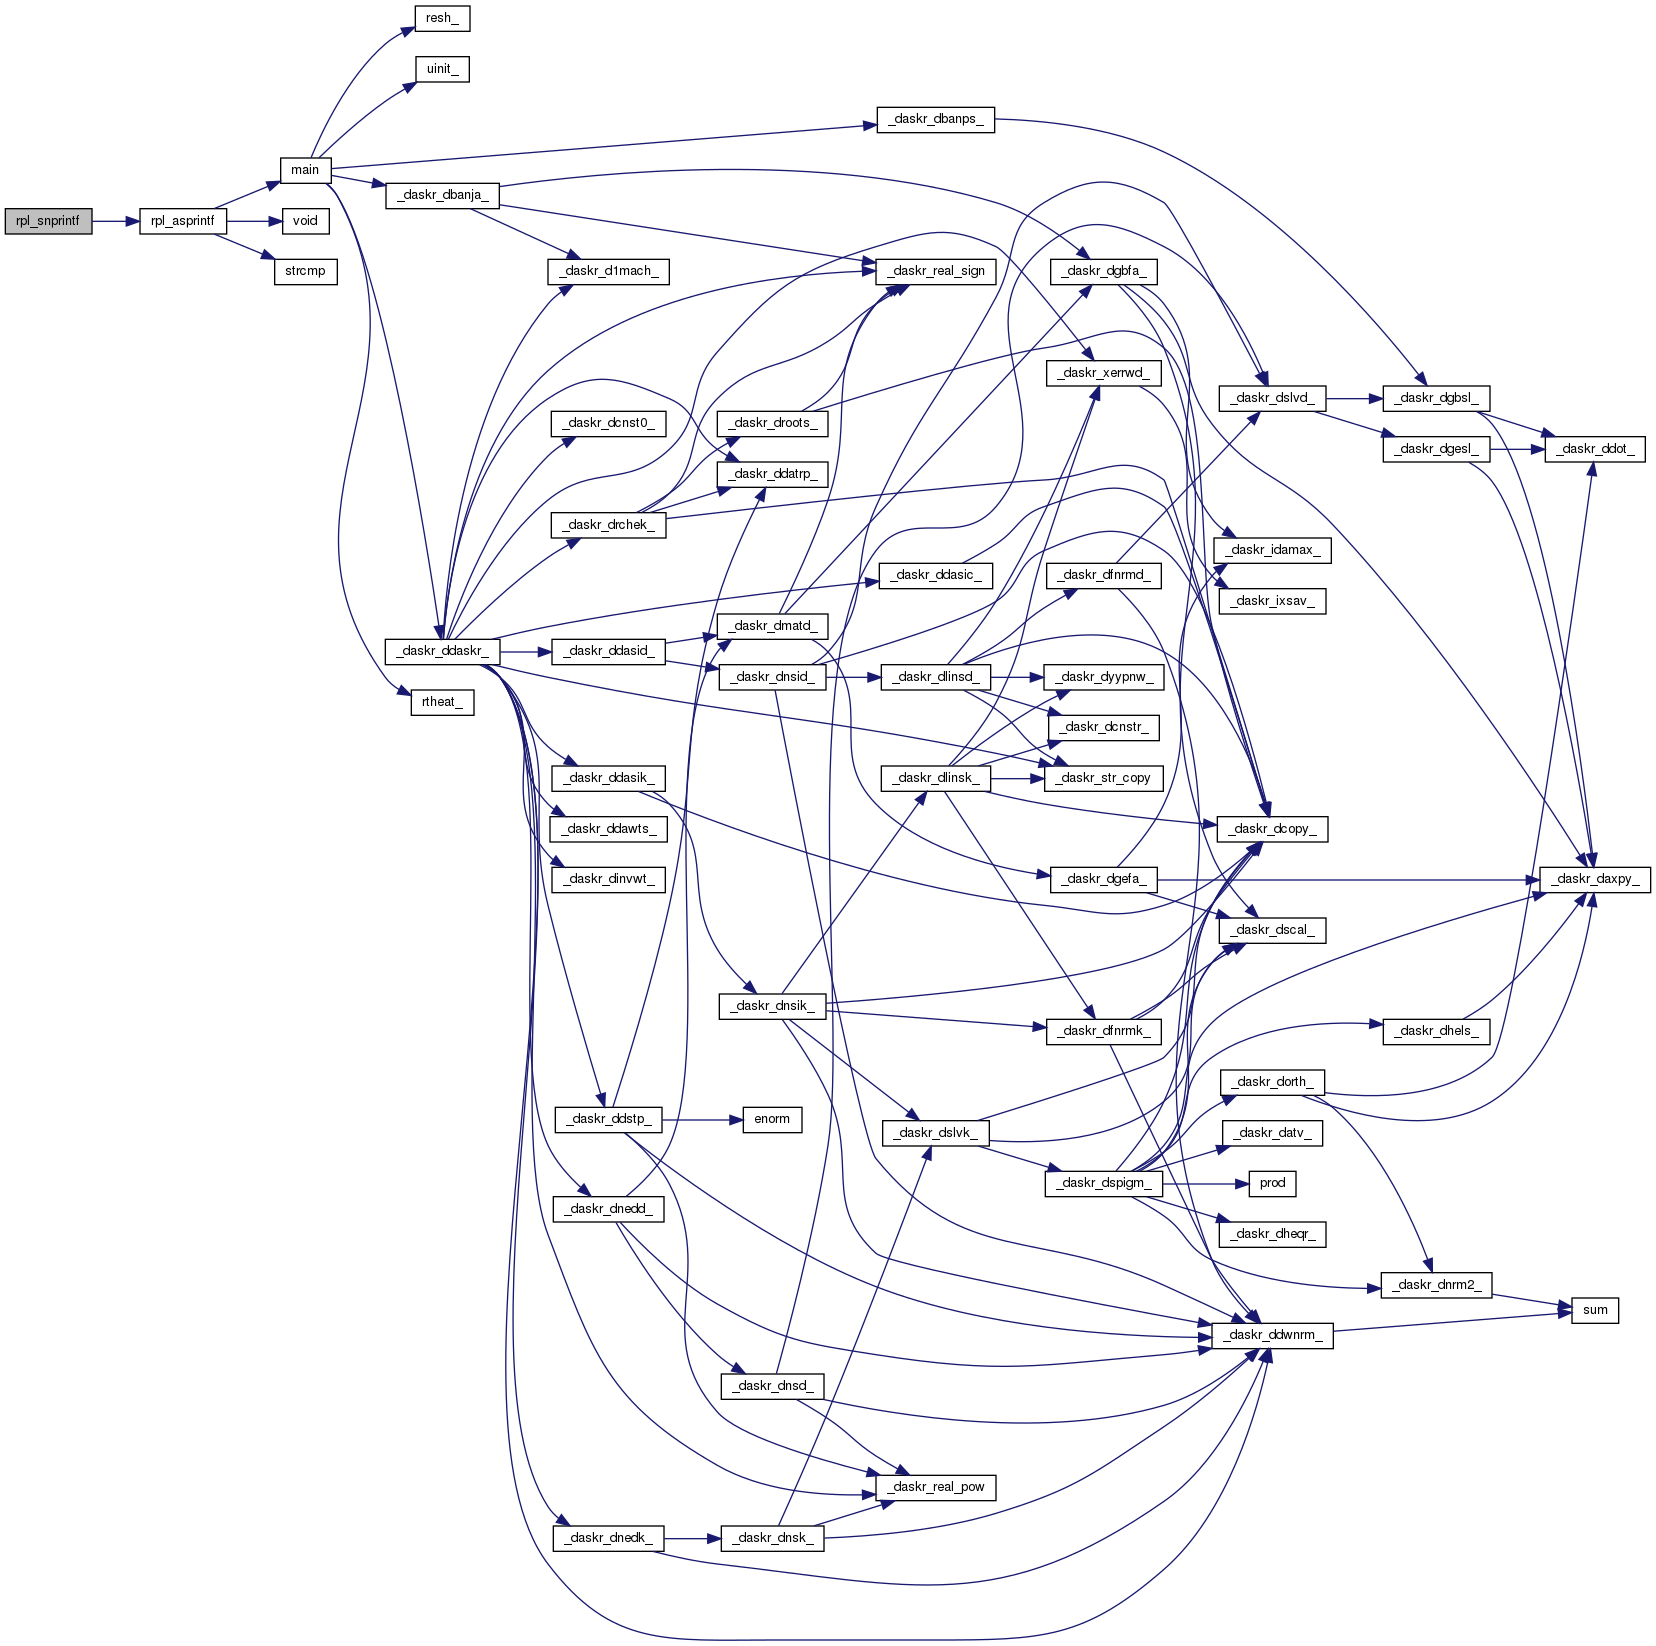 resh_
uinit_
_daskr_dbanps_
main
_daskr_dbanja_
rpl_snprintf
rpl_asprintf
void
strcmp
_daskr_d1mach_
_daskr_real_sign
_daskr_dgbfa_
_daskr_xerrwd_
_daskr_dslvd_
_daskr_dgbsl_
_daskr_dcnst0_
_daskr_droots_
_daskr_dgesl_
_daskr_ddot_
_daskr_ddatrp_
_daskr_drchek_
_daskr_idamax_
_daskr_ddasic_
_daskr_dfnrmd_
_daskr_ixsav_
_daskr_dmatd_
_daskr_ddaskr_
_daskr_ddasid_
_daskr_dnsid_
_daskr_dlinsd_
_daskr_dyypnw_
rtheat_
_daskr_dcnstr_
_daskr_ddasik_
_daskr_dlinsk_
_daskr_str_copy
_daskr_ddawts_
_daskr_dcopy_
_daskr_dinvwt_
_daskr_dgefa_
_daskr_daxpy_
_daskr_dscal_
_daskr_dnsik_
_daskr_dfnrmk_
_daskr_dhels_
_daskr_dorth_
_daskr_ddstp_
enorm
_daskr_dslvk_
_daskr_datv_
_daskr_dspigm_
prod
_daskr_dnedd_
_daskr_dheqr_
_daskr_dnrm2_
sum
_daskr_ddwnrm_
_daskr_dnsd_
_daskr_real_pow
_daskr_dnedk_
_daskr_dnsk_